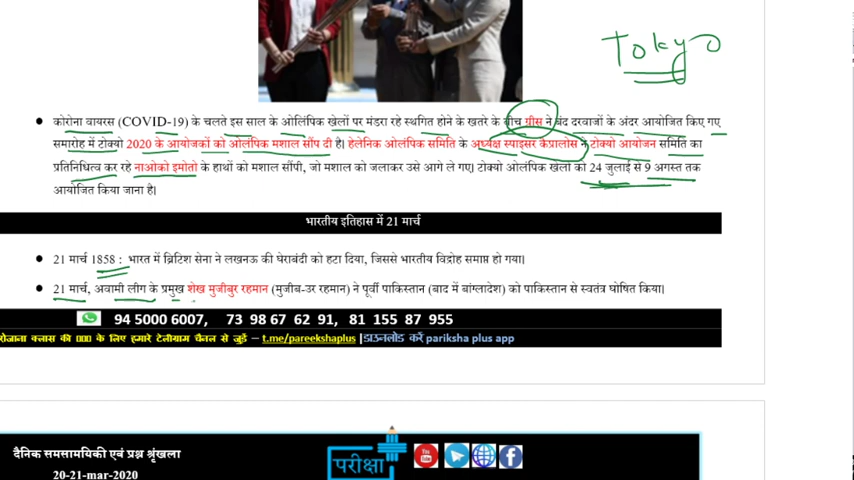 Tokyo
कोरोना वायरस (COVID-19) के चलते इस साल के ओलिंपिक खेलों पर मंडरा रहे स्थगित होने के खतरे के बीच ग्रीस ने बंद दरवाजों के अंदर आयोजित किए गए
समारोह में टोक्यो 2020 के आयोजकों को ओलंपिक मशाल सौंप दी है। हेलेनिक ओलंपिक समिति के अध्यक्ष स्पाइसर कैप्रालोस ने टोक्यो आयोजन समिति का
प्रतिनिधित्व कर रहे नाओको इमोतो के हाथों को मशाल सौंपी, जो मशाल को जलाकर उसे आगे ले गए। टोक्यो ओलंपिक खेलों को 24 जुलाई से 9 अगस्त तक
आयोजित किया जाना है।
भारतीय इतिहास में 21 मार्च
21 मार्च 1858 : भारत में ब्रिटिश सेना ने लखनऊ की घेराबंदी को हटा दिया, जिससे भारतीय विद्रोह समाप्त हो गया।
21 मार्च, अवामी लीग के प्रमुख शेख मुजीबुर रहमान (मुजीब-उर रहमान) ने पूर्वी पाकिस्तान (बाद में बांग्लादेश) को पाकिस्तान से स्वतंत्र घोषित किया।
94 5000 6007, 73 98 67 62 91, 81 155 87 955
रोजाना क्लास की के लिए हमारे टेलीग्राम चैनल से जुड़ें – t.me/pareekshaplus |डाउनलोड करें pariksha plus app
दैनिक समसामयिकी एवं प्रश्न श्रृंखला
20-21-mar-2020
परीक्षा
You Tube